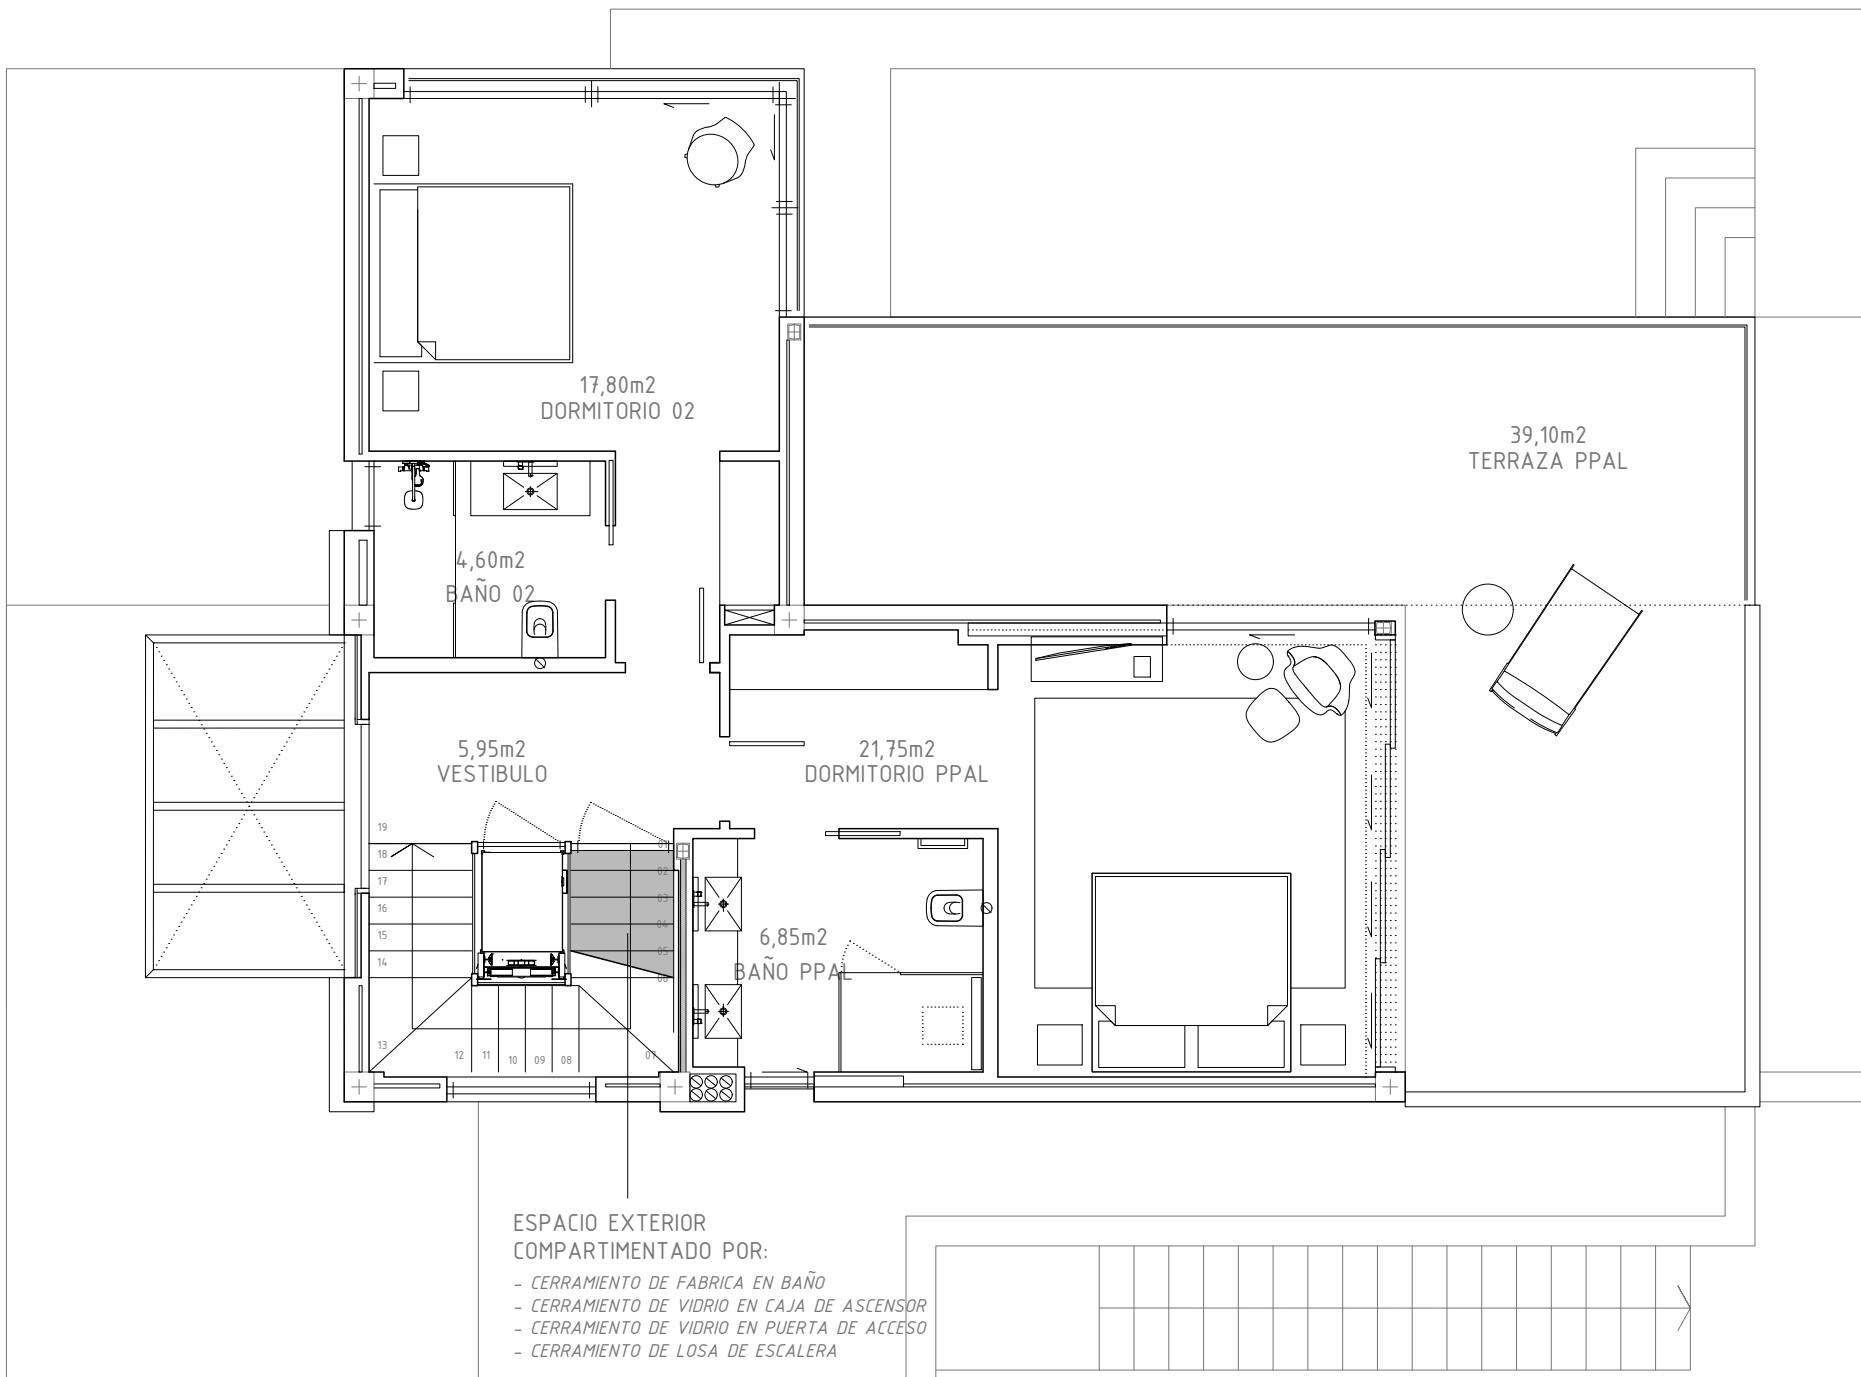 17,80m2
DORMITORIO 02
39,10m2
TERRAZA PPAL
4,60m2
BAÑO 02
5,95m2
VESTIBULO
21,75m2
DORMITORIO PPAL
19
18
17
16
15
14
13
12
11
10
09
08
07
01
02
03
04
05
06
6,85m2
BAÑO PPAL
ESPACIO EXTERIOR
COMPARTIMENTADO POR:
- CERRAMIENTO DE FABRICA EN BAÑO
- CERRAMIENTO DE VIDRIO EN CAJA DE ASCENSOR
- CERRAMIENTO DE VIDRIO EN PUERTA DE ACCESO
- CERRAMIENTO DE LOSA DE ESCALERA